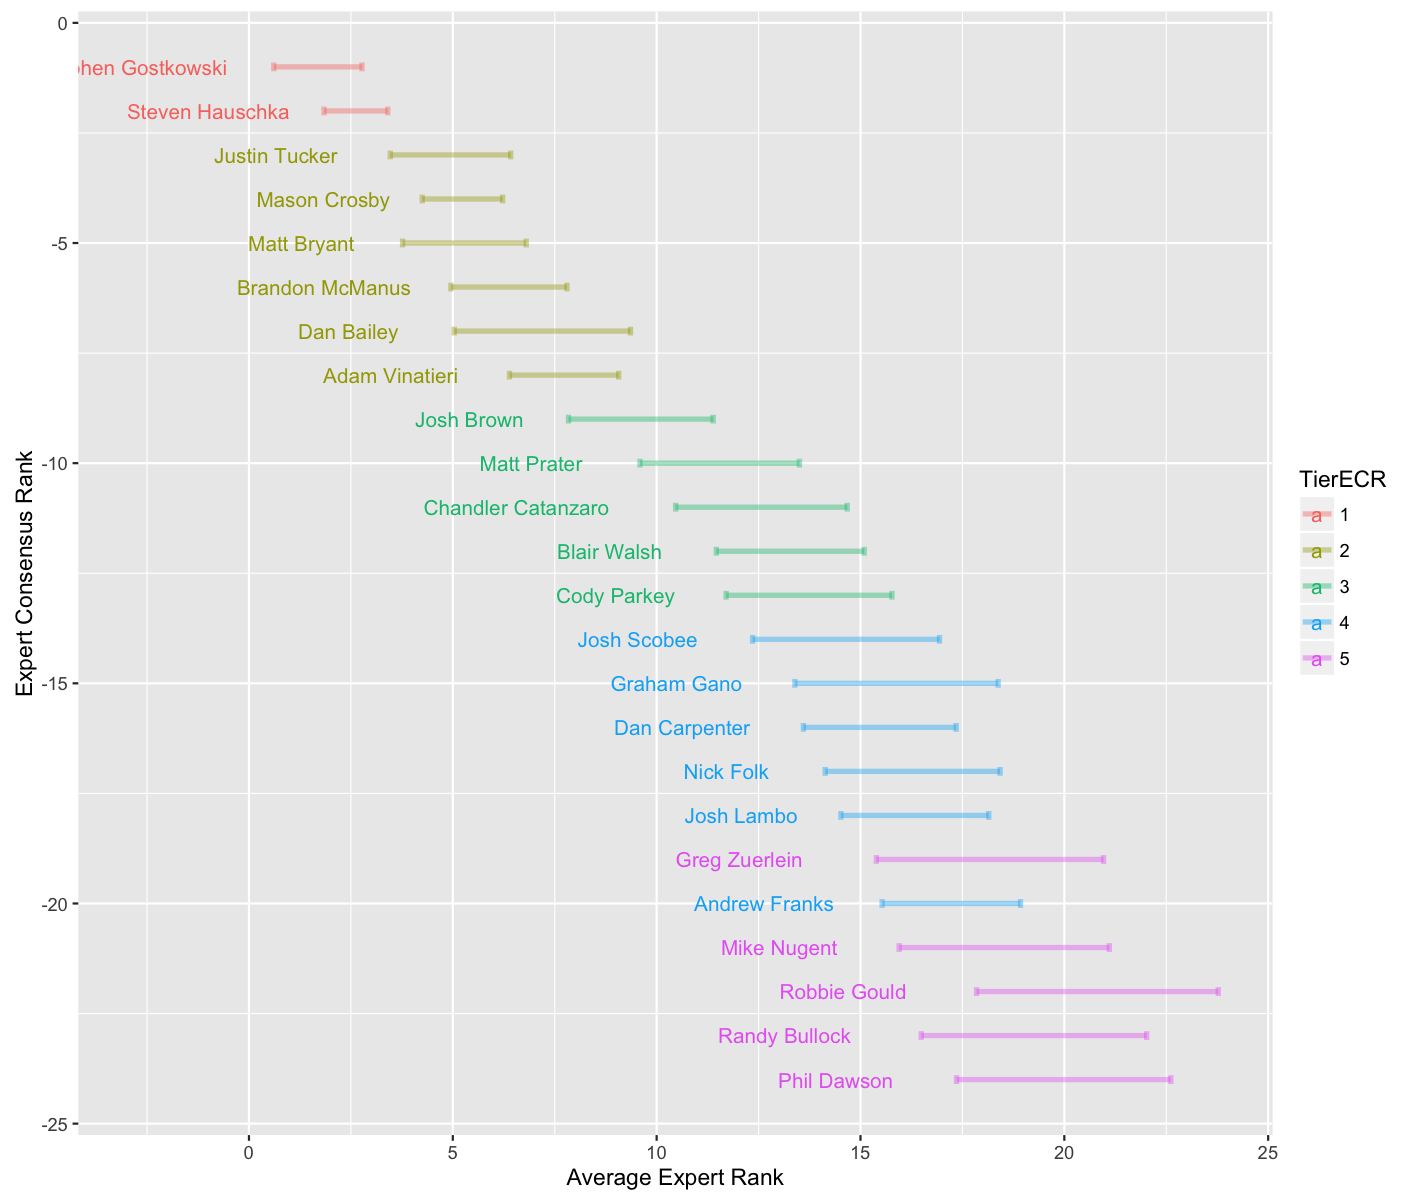 0
-5
-10
-15
-20
-25
Expert Consensus Rank
hen Gostkowski
Steven Hauschka
Justin Tucker
Mason Crosby
Matt Bryant
Brandon McManus
Dan Bailey
Adam Vinatieri
Josh Brown
Matt Prater
Chandler Catanzaro
Blair Walsh
Cody Parkey
Josh Scobee
Graham Gano
Dan Carpenter
Nick Folk
Josh Lambo
Greg Zuerlein
Andrew Franks
Mike Nugent
Robbie Gould
Randy Bullock
Phil Dawson
0 5 10 15 20 25
Average Expert Rank
TierECR
a 1
a 2
a 3
a 4
a 5